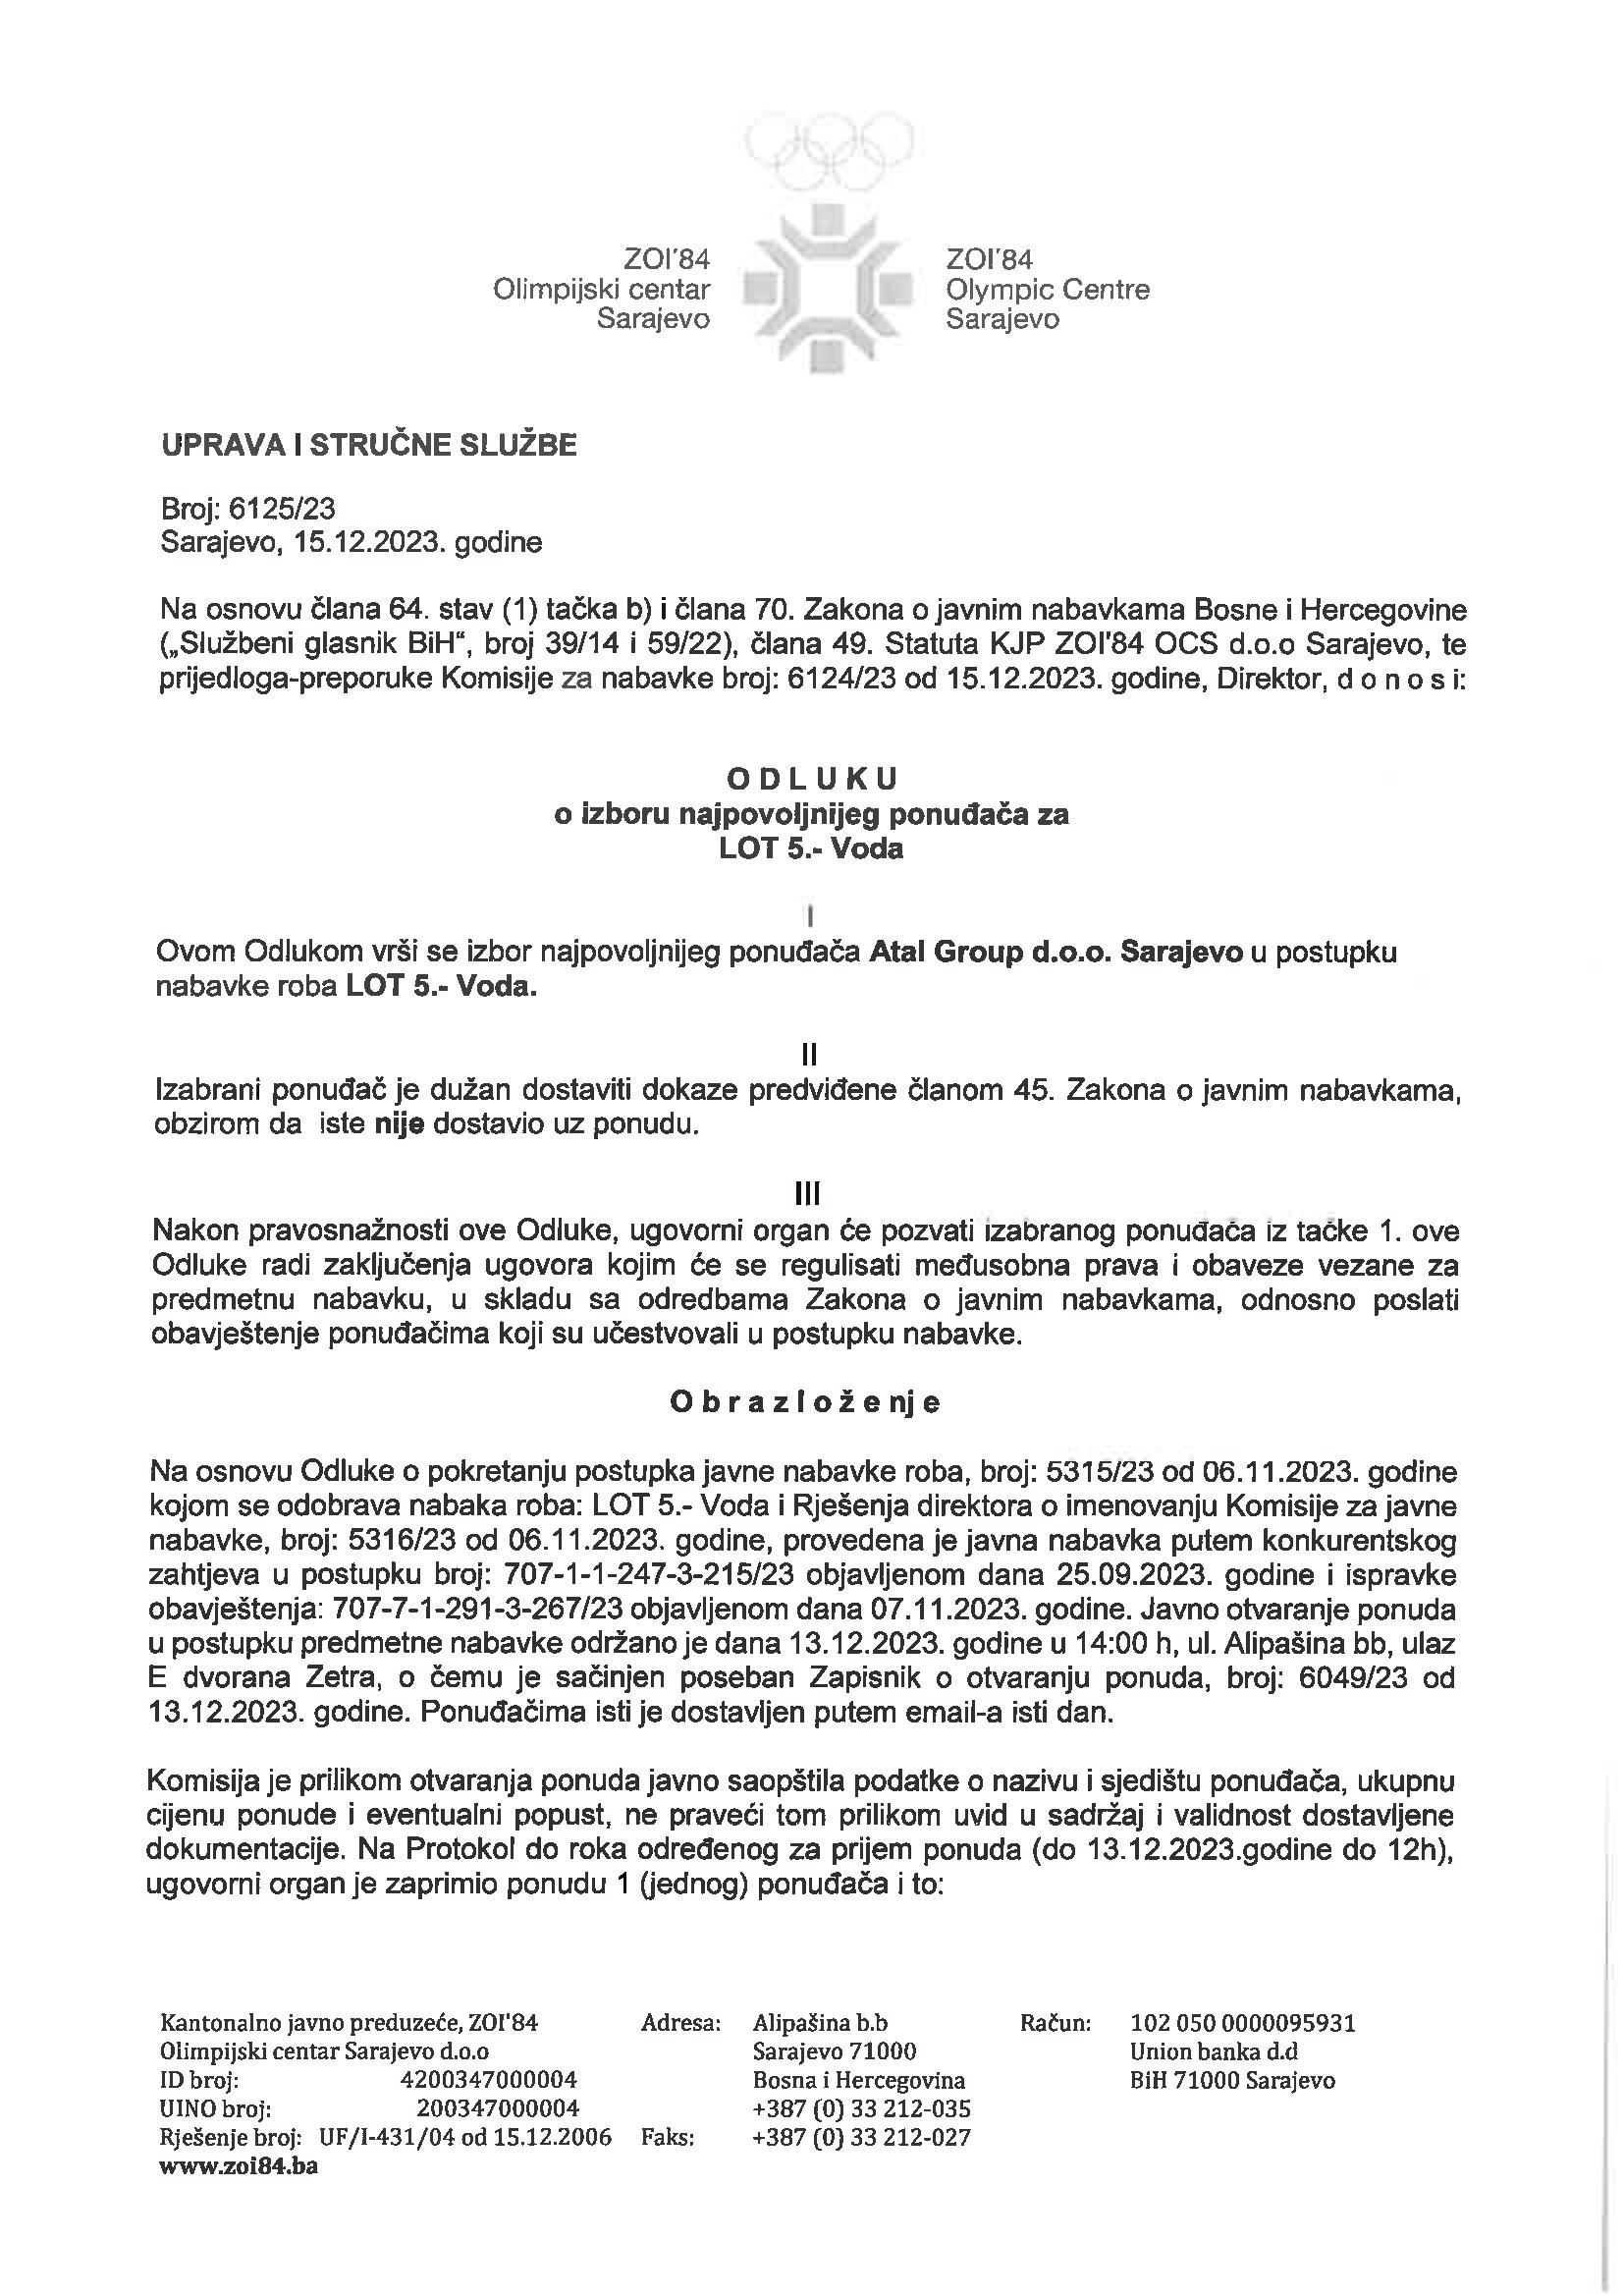 ZOI'84
Olimpijski centar
Sarajevo
ZOI'84
Olympic Centre
Sarajevo
UPRAVA I STRUČNE SLUŽBE
Broj: 6125/23
Sarajevo, 15.12.2023. godine
Na osnovu člana 64. stav (1) tačka b) i člana 70. Zakona o javnim nabavkama Bosne i Hercegovine
(„Službeni glasnik BiH“, broj 39/14 i 59/22), člana 49. Statuta KJP ZOI'84 OCS d.o.o Sarajevo, te
prijedloga-preporuke Komisije za nabavke broj: 6124/23 od 15.12.2023. godine, Direktor, d o n o s i:
O D L U K U
o izboru najpovoljnijeg ponuđača za
LOT 5.- Voda
I
Ovom Odlukom vrši se izbor najpovoljnijeg ponuđača Atal Group d.o.o. Sarajevo u postupku
nabavke roba LOT 5.- Voda.
II
Izabrani ponuđač je dužan dostaviti dokaze predviđene članom 45. Zakona o javnim nabavkama,
obzirom da iste nije dostavio uz ponudu.
III
Nakon pravosnažnosti ove Odluke, ugovorni organ će pozvati izabranog ponuđača iz tačke 1. ove
Odluke radi zaključenja ugovora kojim će se regulisati međusobna prava i obaveze vezane za
predmetnu nabavku, u skladu sa odredbama Zakona o javnim nabavkama, odnosno poslati
obavještenje ponuđačima koji su učestvovali u postupku nabavke.
O b r a z l o ž e nj e
Na osnovu Odluke o pokretanju postupka javne nabavke roba, broj: 5315/23 od 06.11.2023. godine
kojom se odobrava nabaka roba: LOT 5.- Voda i Rješenja direktora o imenovanju Komisije za javne
nabavke, broj: 5316/23 od 06.11.2023. godine, provedena je javna nabavka putem konkurentskog
zahtjeva u postupku broj: 707-1-1-247-3-215/23 objavljenom dana 25.09.2023. godine i ispravke
obavještenja: 707-7-1-291-3-267/23 objavljenom dana 07.11.2023. godine. Javno otvaranje ponuda
u postupku predmetne nabavke održano je dana 13.12.2023. godine u 14:00 h, ul. Alipašina bb, ulaz
E dvorana Zetra, o čemu je sačinjen poseban Zapisnik o otvaranju ponuda, broj: 6049/23 od
13.12.2023. godine. Ponuđačima isti je dostavljen putem email-a isti dan.
Komisija je prilikom otvaranja ponuda javno saopštila podatke o nazivu i sjedištu ponuđača, ukupnu
cijenu ponude i eventualni popust, ne praveći tom prilikom uvid u sadržaj i validnost dostavljene
dokumentacije. Na Protokol do roka određenog za prijem ponuda (do 13.12.2023.godine do 12h),
ugovorni organ je zaprimio ponudu 1 (jednog) ponuđača i to:
Kantonalno javno preduzeće, ZOI'84 Adresa: Alipašina b.b Račun: 102 050 0000095931
Olimpijski centar Sarajevo d.o.o Sarajevo 71000 Union banka d.d
ID broj: 4200347000004 Bosna i Hercegovina BiH 71000 Sarajevo
UINO broj: 200347000004 +387 (0) 33 212-035
Rješenje broj: UF/I-431/04 od 15.12.2006 Faks: +387 (0) 33 212-027
www.zoi84.ba